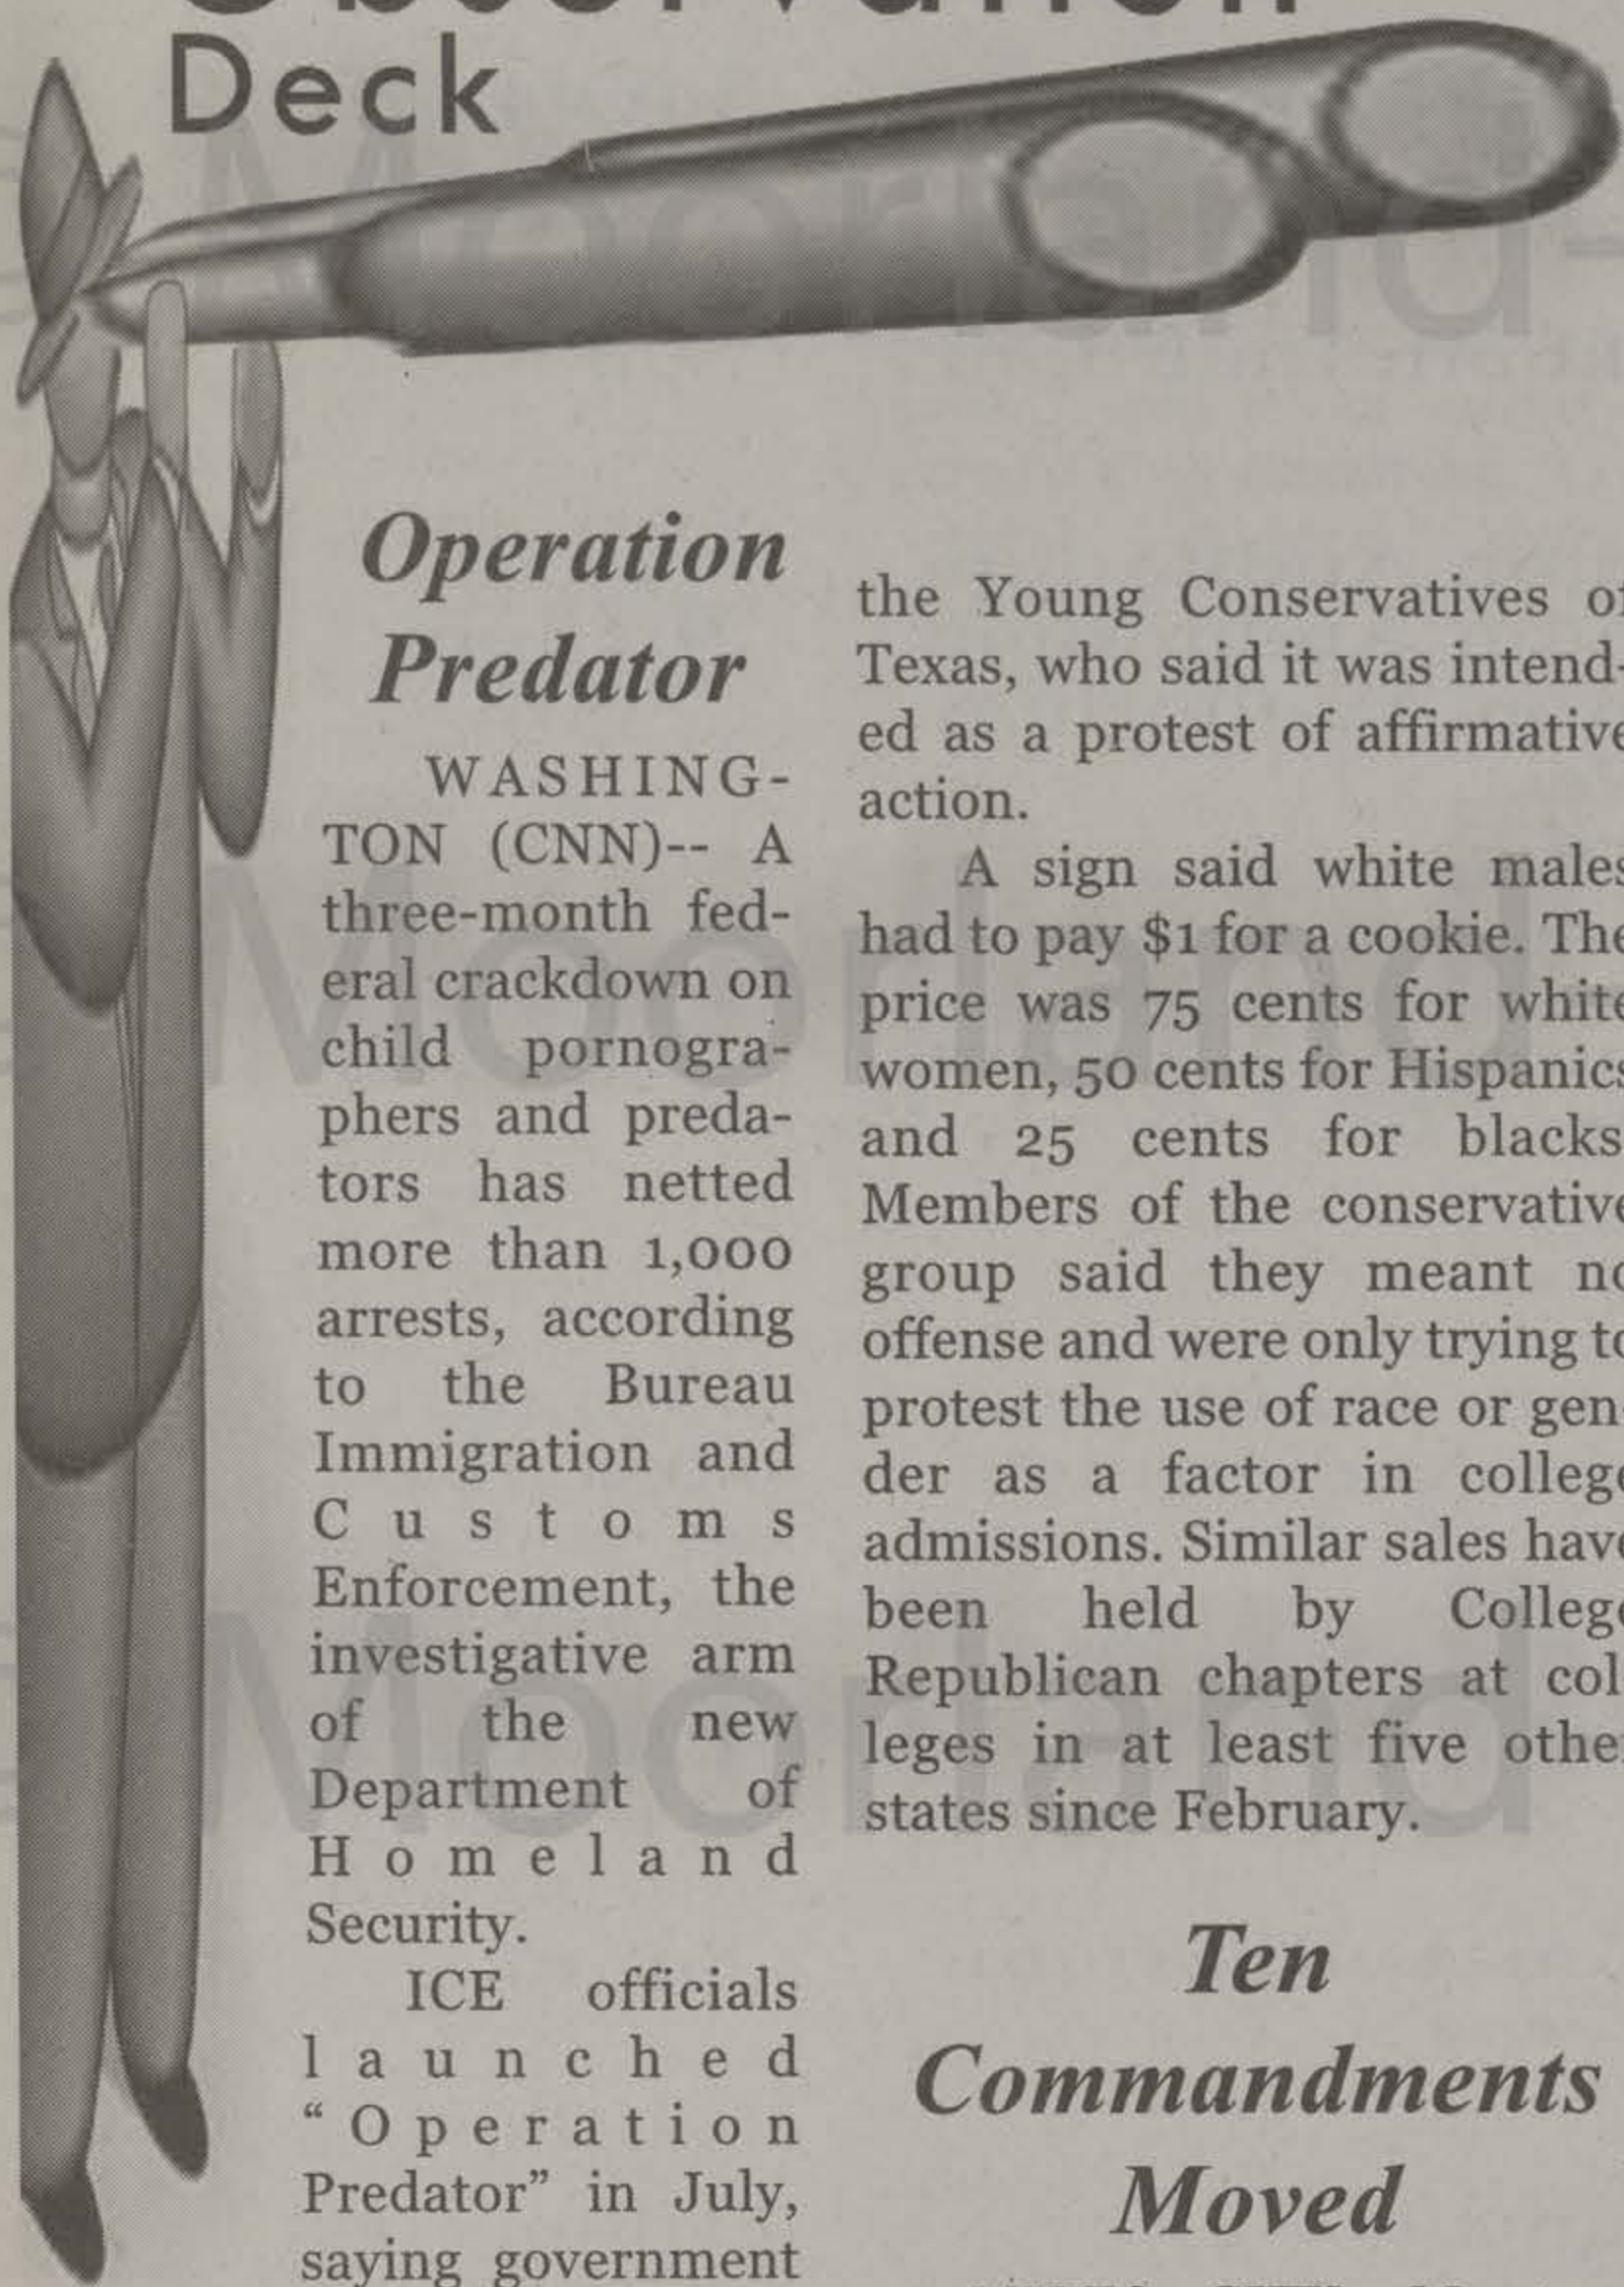 Observation
Deck
Operation
Predator
WASHING-
TON (CNN)-- A
three-month fed-
eral crackdown on
child pornogra-
phers and preda-
tors has netted
more than 1,000
arrests, according
to the Bureau
Immigration and
Customs
Enforcement, the
investigative arm
of the new
Department of
Homeland
Security.
ICE officials
launched
“Operation
Predator” in July,
saying government
the Young Conservatives of
Texas, who said it was intend-
ed as a protest of affirmative
action.
A sign said white males
had to pay $1 for a cookie. The
price was 75 cents for white
women, 50 cents for Hispanics
and 25 cents for blacks.
Members of the conservative
group said they meant no
offense and were only trying to
protest the use of race or gen-
der as a factor in college
admissions. Similar sales have
been held by College
Republican chapters at col-
leges in at least five other
states since February.
Ten
Commandments
Moved
Moorland-
Moorland
Moorland